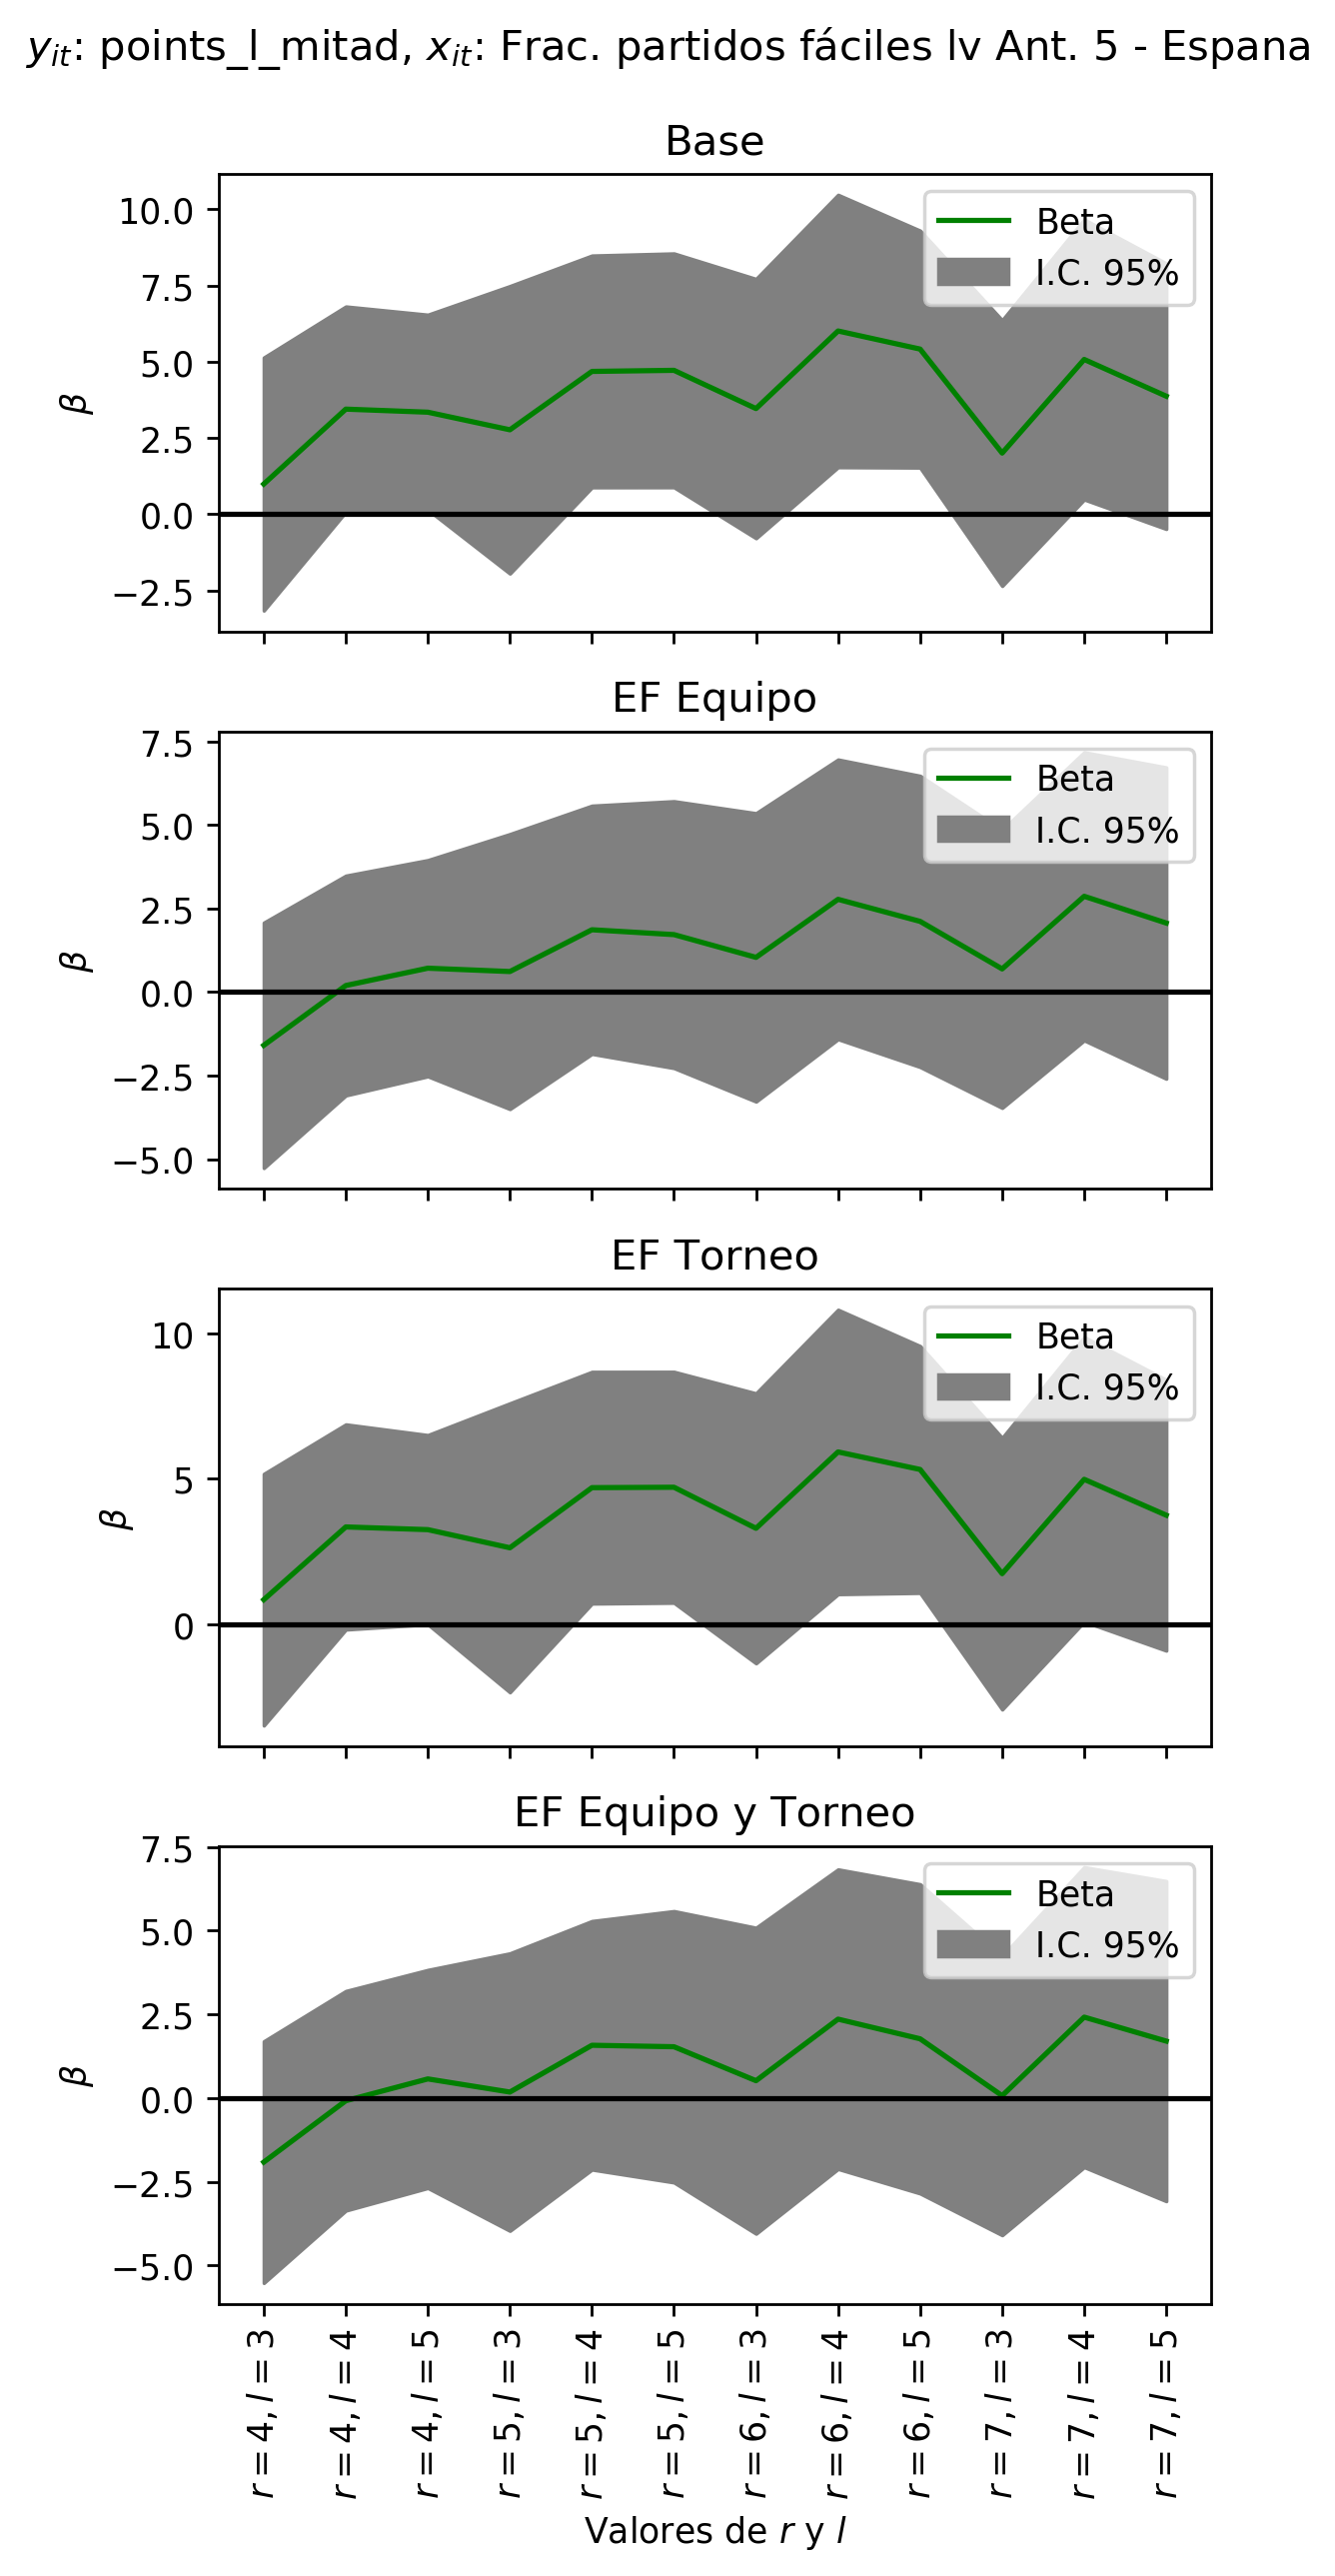 y_it: points_l_mitad, x_it: Frac. partidos fáciles lv Ant. 5 - Espana
Base
10.0
7.5
5.0
2.5
0.0
−2.5
β
Beta
I.C. 95%
EF Equipo
7.5
5.0
2.5
0.0
−2.5
−5.0
β
Beta
I.C. 95%
EF Torneo
10
5
0
β
Beta
I.C. 95%
EF Equipo y Torneo
7.5
5.0
2.5
0.0
−2.5
−5.0
β
Beta
I.C. 95%
r = 4, l = 3
r = 4, l = 4
r = 4, l = 5
r = 5, l = 3
r = 5, l = 4
r = 5, l = 5
r = 6, l = 3
r = 6, l = 4
r = 6, l = 5
r = 7, l = 3
r = 7, l = 4
r = 7, l = 5
Valores de r y l